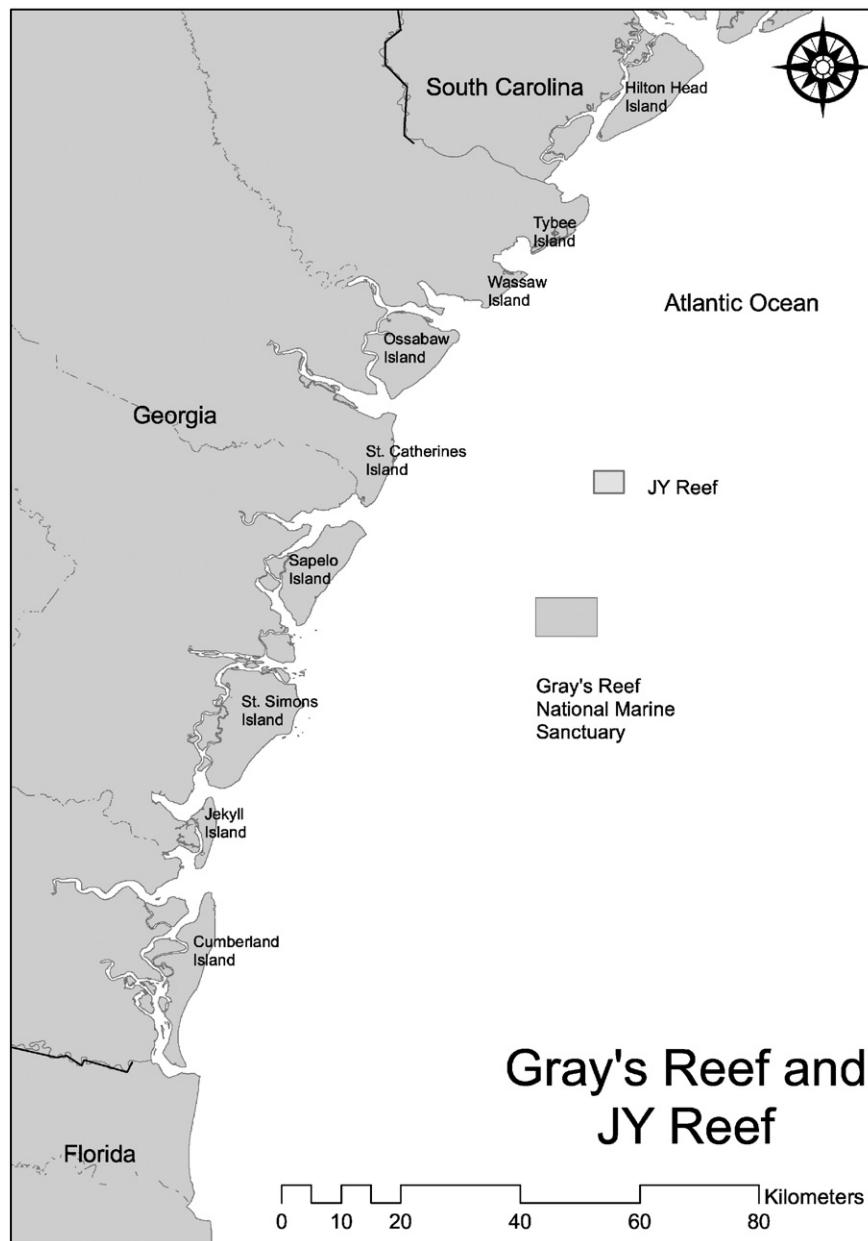 South Carolina
Hilton Head
Island
Tybee
Island
Wassaw
Island
Atlantic Ocean
Ossabaw
Island
Georgia
St. Catherines
Island
JY Reef
Sapelo
Island
Gray's Reef
National Marine
Sanctuary
St. Simons
Island
Jekyll
Island
Cumberland
Island
Gray's Reef and
JY Reef
Florida
Kilometers
0 10 20 40 60 80